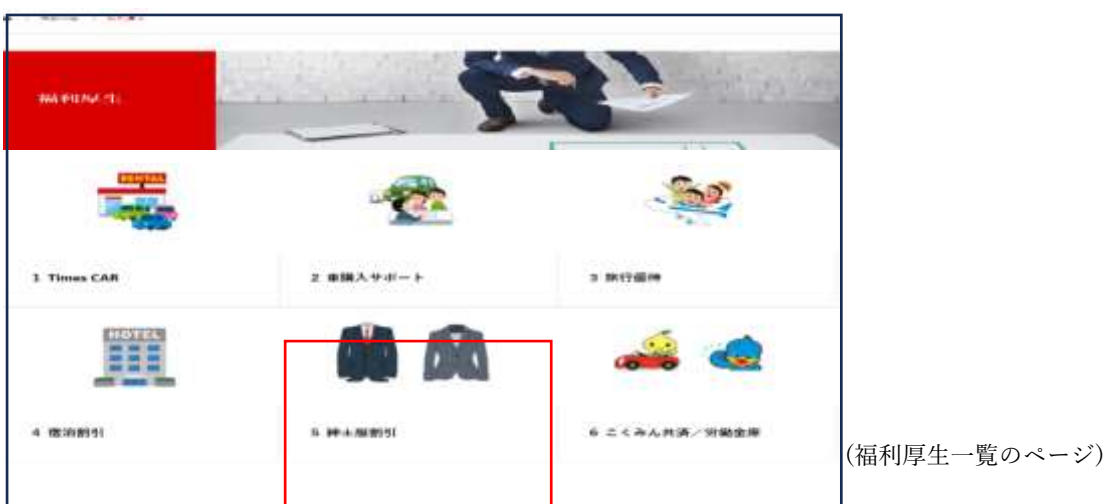 福利厚生
RENTAL
1 Times CAR
2 車購入サポート
3 旅行優待
HOTEL
4 宿泊割引
5 紳士服割引
6 こくみん共済／労働金庫
(福利厚生一覧のページ)